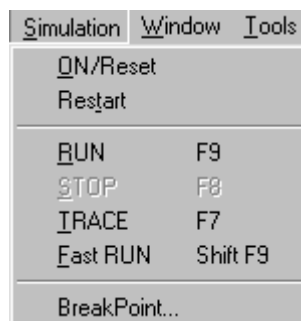 Simulation Window Tools
ON/Reset
Restart
RUN F9
STOP F8
TRACE F7
Fast RUN Shift F9
BreakPoint...